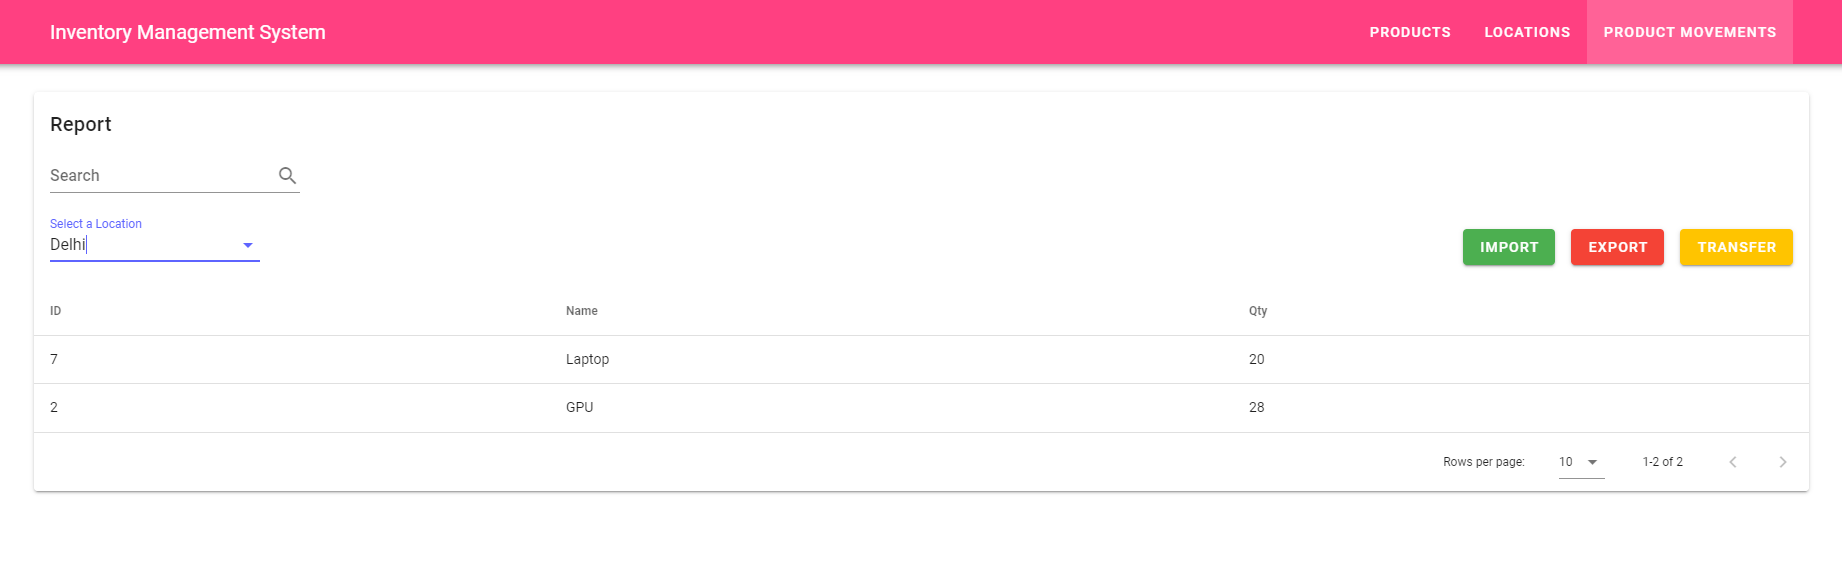 Inventory Management System PRODUCTS LOCATIONS PRODUCT MOVEMENTS
Report
Search
Select a Location
Delhi
IMPORT EXPORT TRANSFER
ID Name Qty
7 Laptop 20
2 GPU 28
Rows per page: 10 1-2 of 2